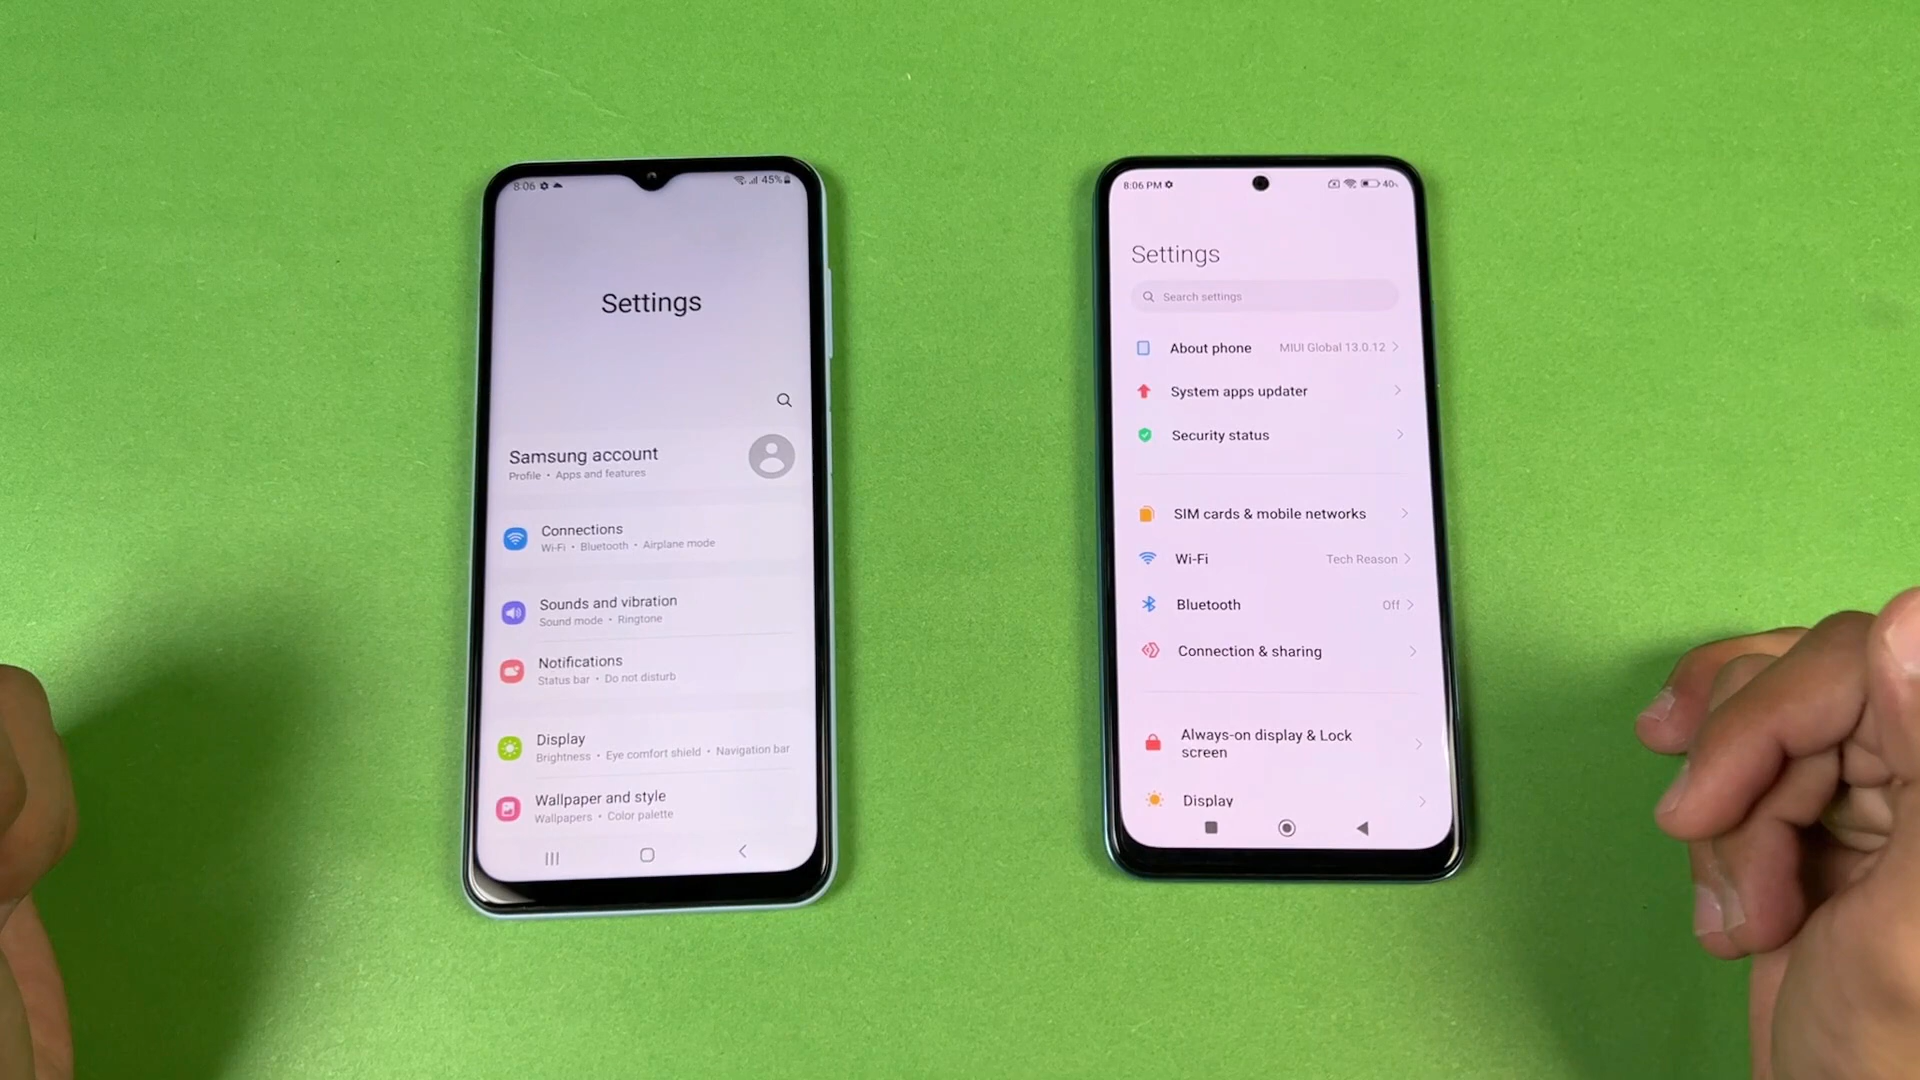 8:06
45%
Settings
Samsung account
Profile • Apps and features
Connections
Wi-Fi • Bluetooth • Airplane mode
Sounds and vibration
Sound mode • Ringtone
Notifications
Status bar • Do not disturb
Display
Brightness • Eye comfort shield • Navigation bar
Wallpaper and style
Wallpapers • Color palette
8:06 PM
40%
Settings
Search settings
About phone MIUI Global 13.0.12
System apps updater
Security status
SIM cards & mobile networks
Wi-Fi Tech Reason
Bluetooth Off
Connection & sharing
Always-on display & Lock
screen
Display